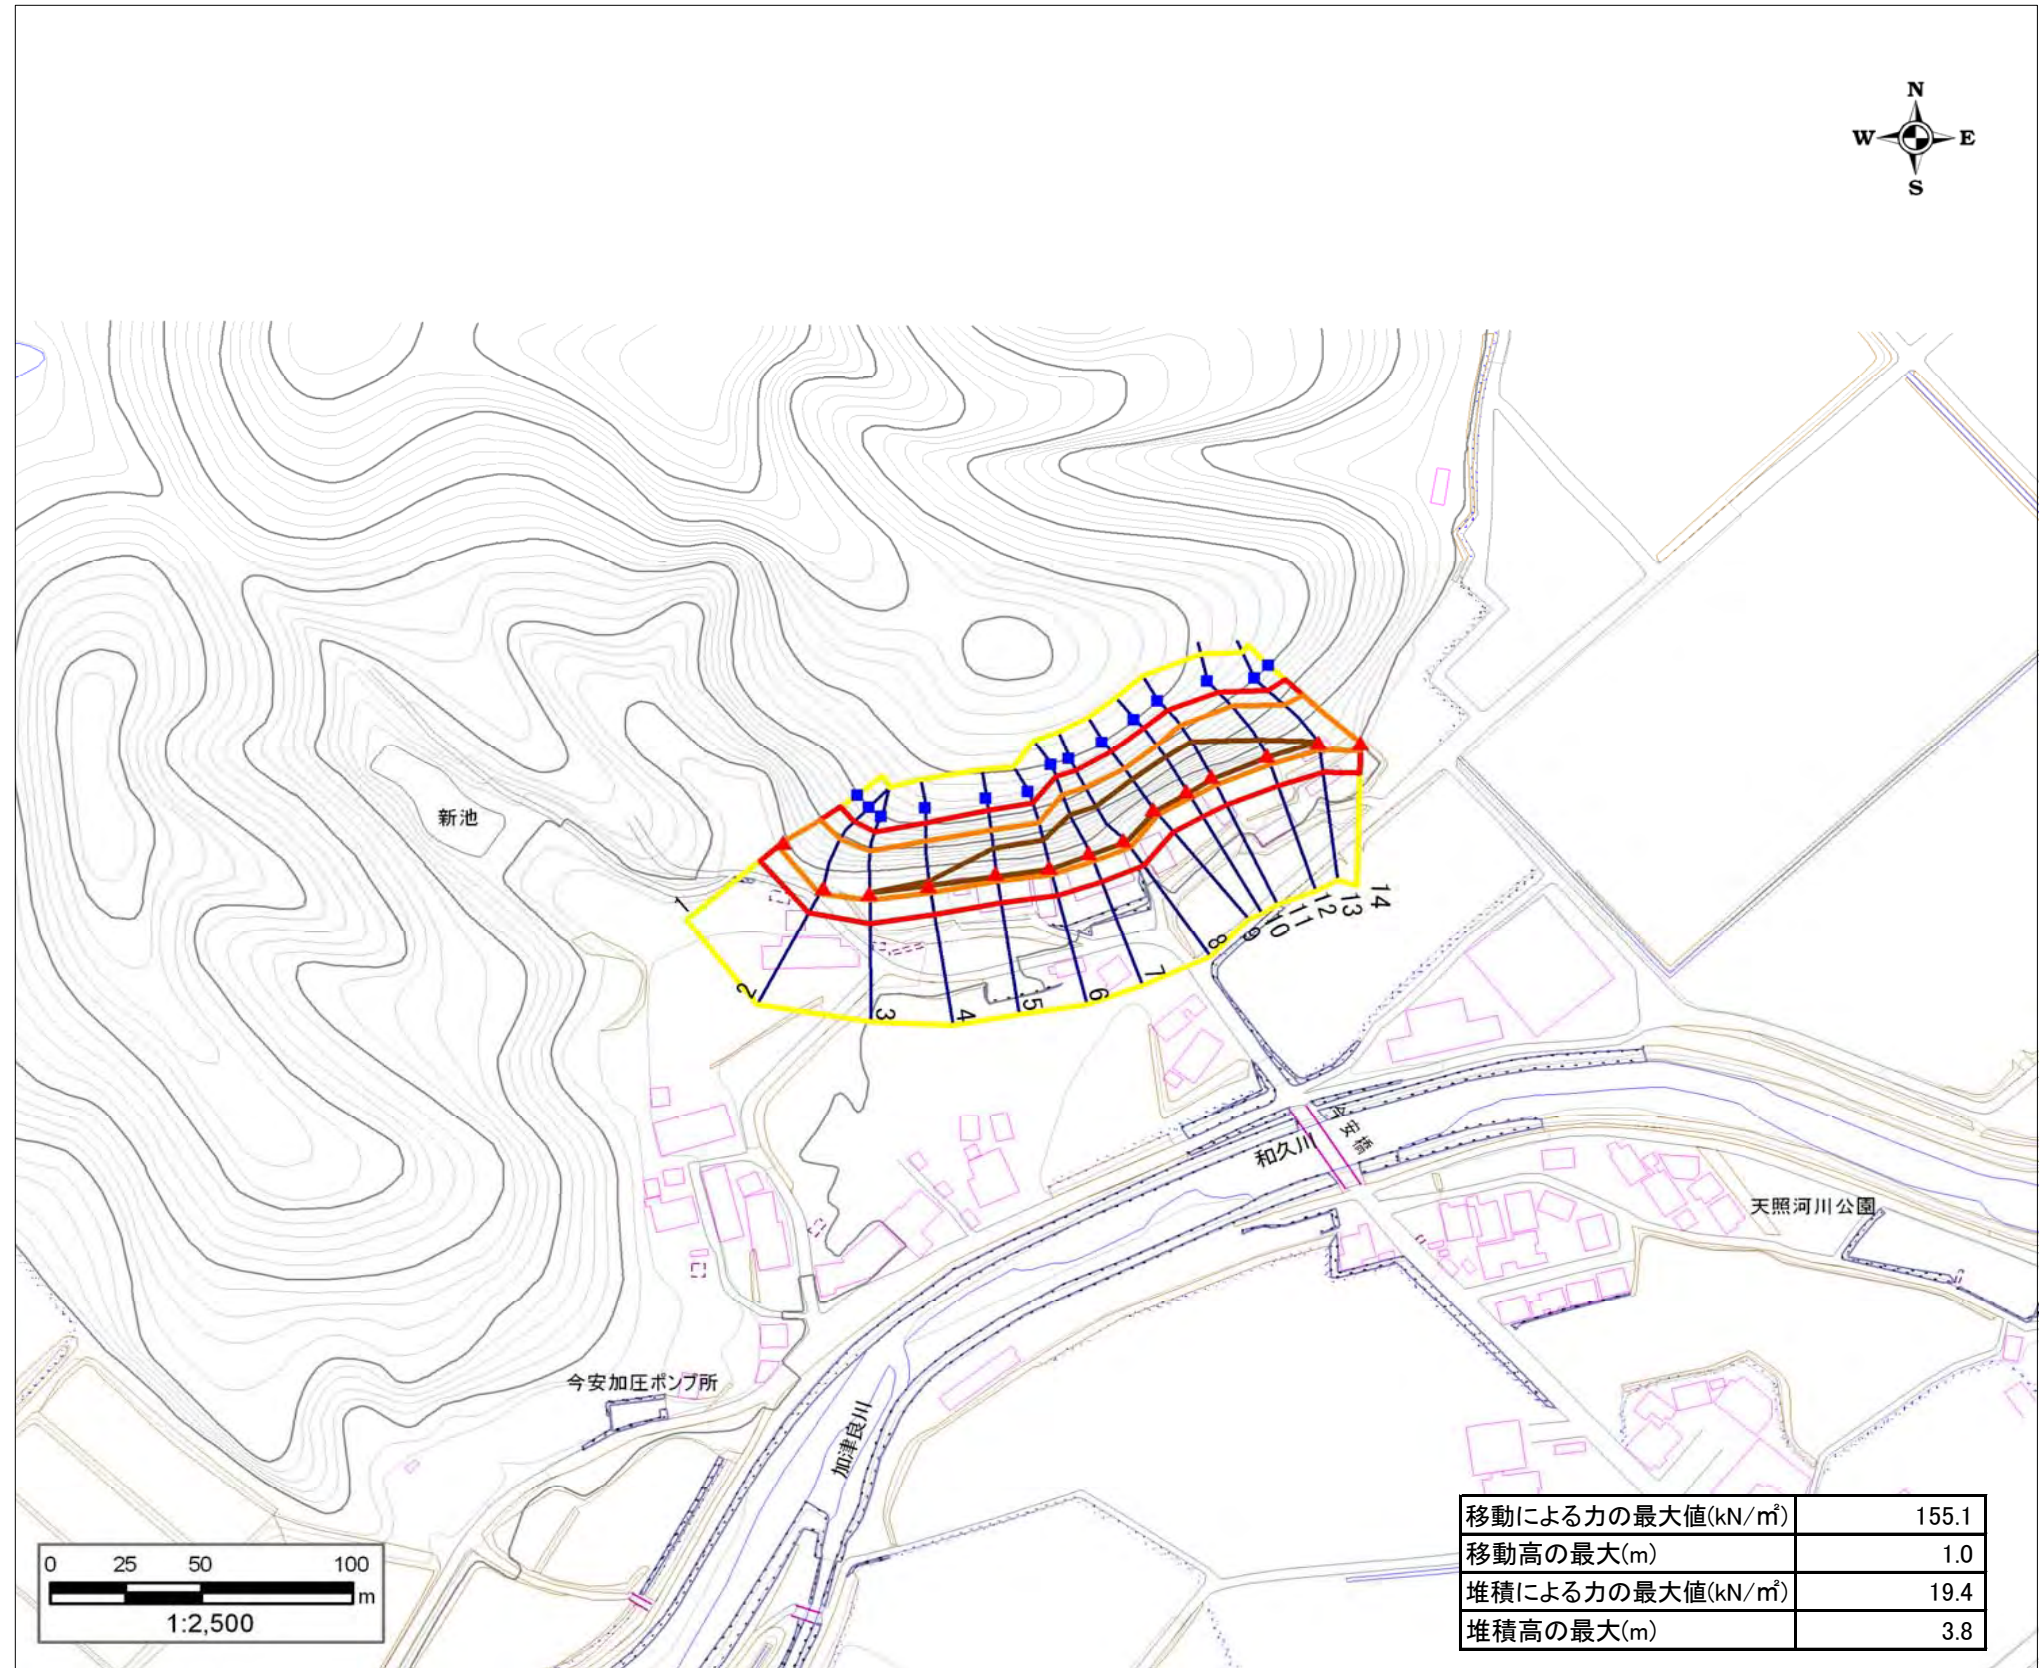 N
W E
S
新池
1
2
3
4
5
6
7
8
9
10
11
12
13
14
和久川
今安橋
天照河川公園
今安加圧ポンプ所
加津良川
0 25 50 100
m
1:2,500
移動による力の最大値(kN/㎡) 155.1
移動高の最大(m) 1.0
堆積による力の最大値(kN/㎡) 19.4
堆積高の最大(m) 3.8